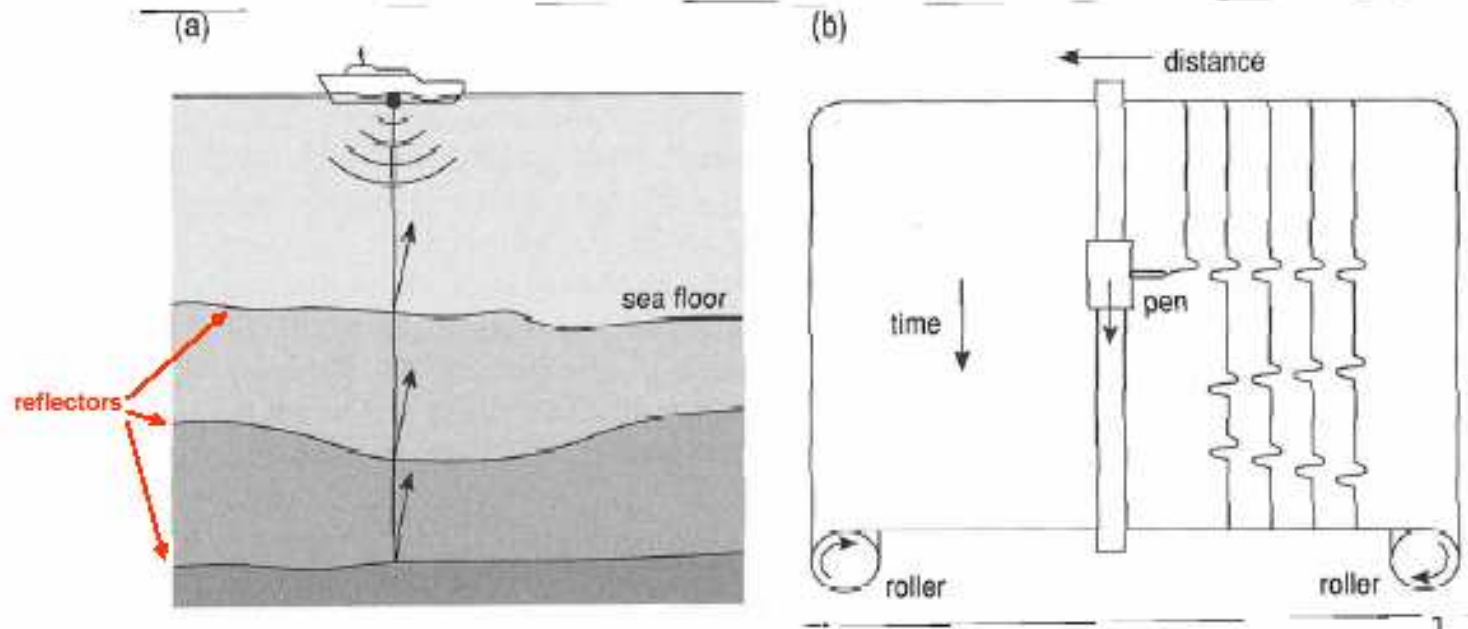 (a)
sea floor
reflectors
(b)
distance
time
pen
roller
roller